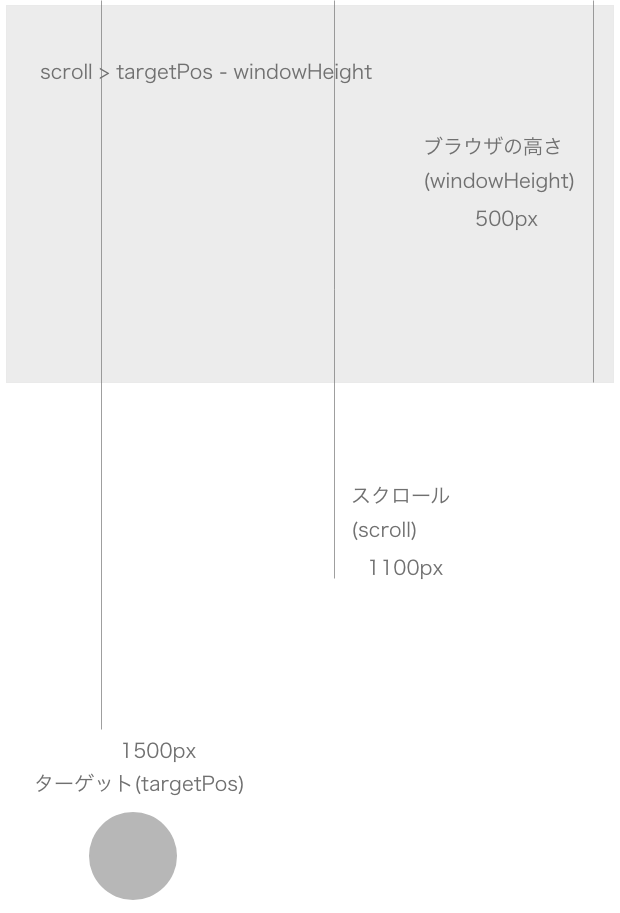 scroll > targetPos - windowHeight
ブラウザの高さ
(windowHeight)
500px
スクロール
(scroll)
1100px
1500px
ターゲット(targetPos)